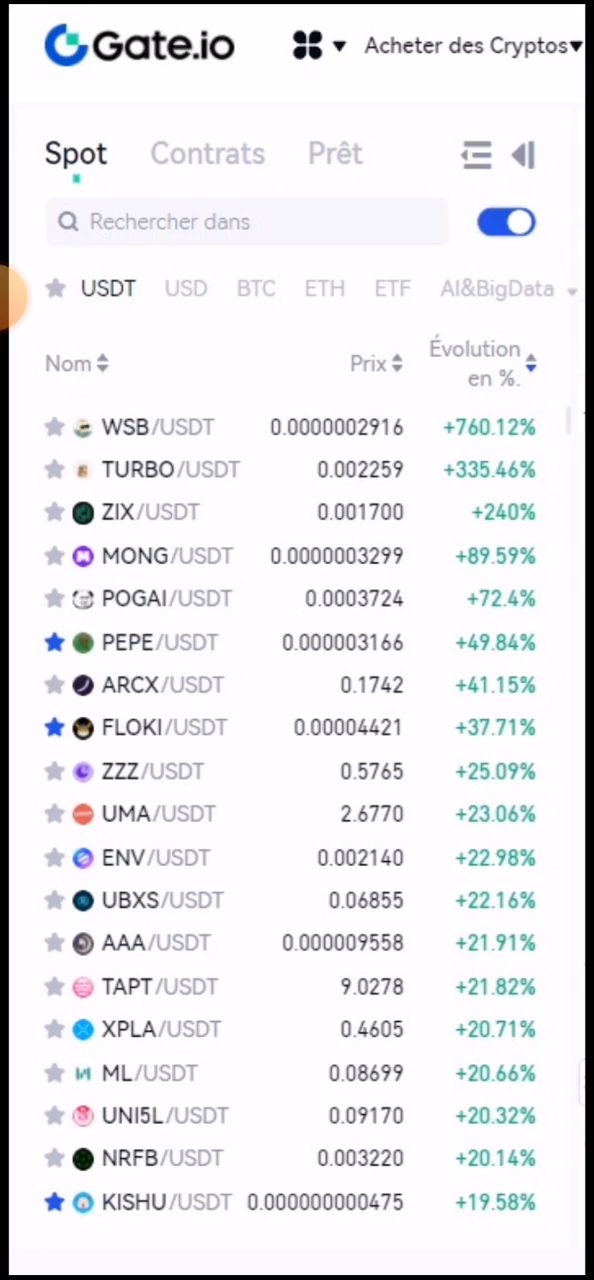 Gate.io Acheter des Cryptos▾
Spot Contrats Prêt
Rechercher dans
USDT USD BTC ETH ETF AI&BigData
Nom Prix Évolution en %.
WSB/USDT 0.0000002916 +760.12%
TURBO/USDT 0.002259 +335.46%
ZIX/USDT 0.001700 +240%
MONG/USDT 0.0000003299 +89.59%
POGAI/USDT 0.0003724 +72.4%
PEPE/USDT 0.000003166 +49.84%
ARCX/USDT 0.1742 +41.15%
FLOKI/USDT 0.00004421 +37.71%
ZZZ/USDT 0.5765 +25.09%
UMA/USDT 2.6770 +23.06%
ENV/USDT 0.002140 +22.98%
UBXS/USDT 0.06855 +22.16%
AAA/USDT 0.000009558 +21.91%
TAPT/USDT 9.0278 +21.82%
XPLA/USDT 0.4605 +20.71%
ML/USDT 0.08699 +20.66%
UNI5L/USDT 0.09170 +20.32%
NRFB/USDT 0.003220 +20.14%
KISHU/USDT 0.000000000475 +19.58%